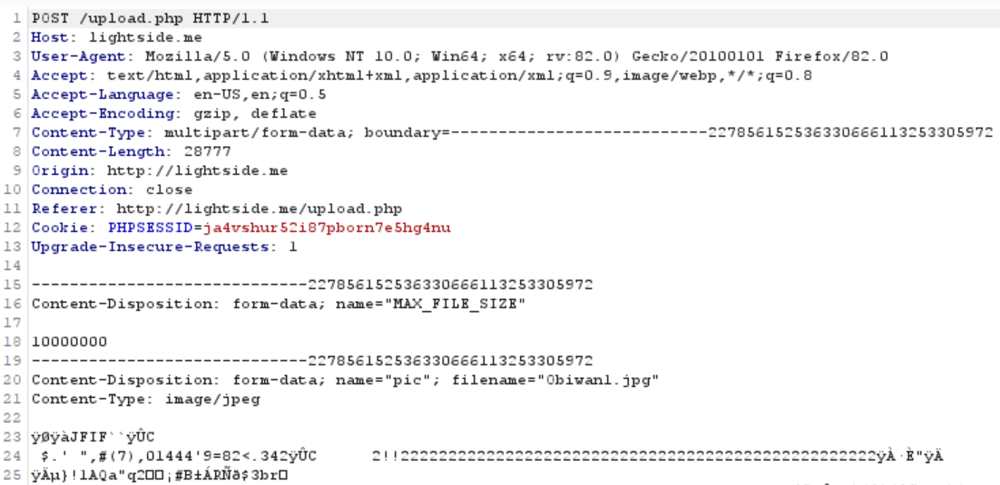 1 POST /upload.php HTTP/1.1
2 Host: lightside.me
3 User-Agent: Mozilla/5.0 (Windows NT 10.0; Win64; x64; rv:82.0) Gecko/20100101 Firefox/82.0
4 Accept: text/html,application/xhtml+xml,application/xml;q=0.9,image/webp,*/*;q=0.8
5 Accept-Language: en-US,en;q=0.5
6 Accept-Encoding: gzip, deflate
7 Content-Type: multipart/form-data; boundary=---------------------------227856152536330666113253305972
8 Content-Length: 28777
9 Origin: http://lightside.me
10 Connection: close
11 Referer: http://lightside.me/upload.php
12 Cookie: PHPSESSID=ja4vshur52i87pborn7e5hg4nu
13 Upgrade-Insecure-Requests: 1
14
15 -----------------------------227856152536330666113253305972
16 Content-Disposition: form-data; name="MAX_FILE_SIZE"
17
18 10000000
19 -----------------------------227856152536330666113253305972
20 Content-Disposition: form-data; name="pic"; filename="Obiwan1.jpg"
21 Content-Type: image/jpeg
22
23 ÿØÿàJFIF``ÿÛC
24 $.' ",#(7),01444'9=82<.342ÿÛC 2!!22222222222222222222222222222222222222222222222222ÿÀ·È"ÿÄ
25 ÿÄµ}!1AQa"q2;#B±ÁRÑð$3br